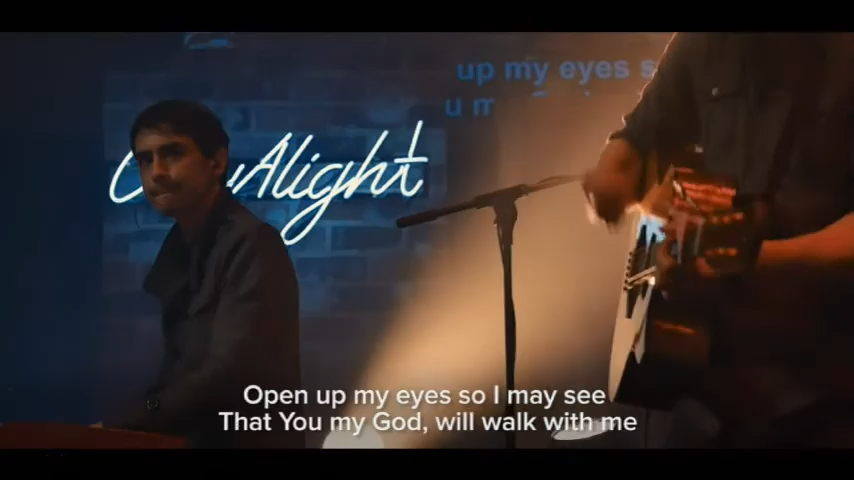 up my eyes s
u m
Alight
Open up my eyes so I may see
That You my God, will walk with me